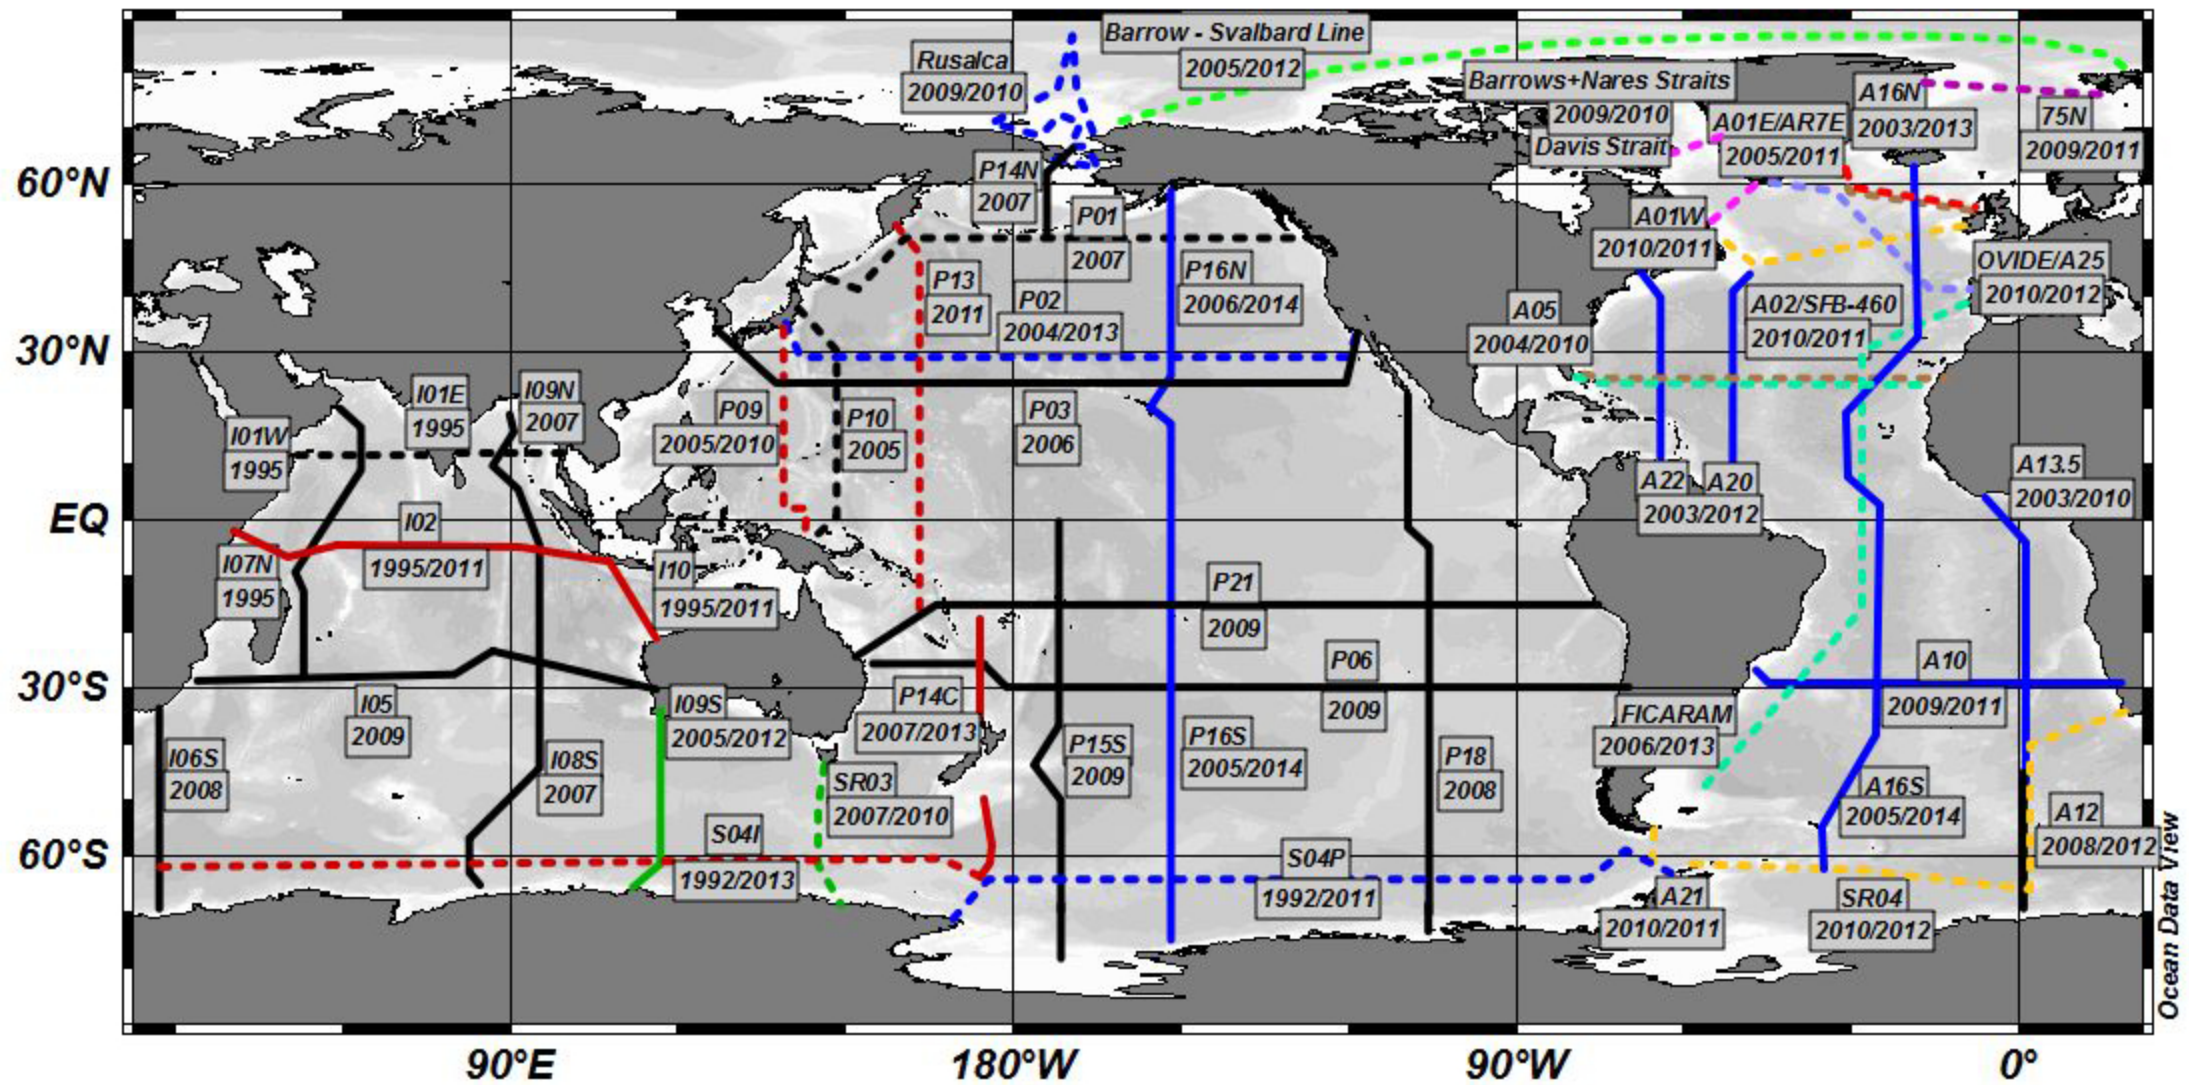 Barrow - Svalbard Line
2005/2012
Rusalca
2009/2010
Barrows+Nares Straits
2009/2010
Davis Strait
A01E/AR7E
2005/2011
A16N
2003/2013
75N
2009/2011
60°N
P14N
2007
P01
2007
A01W
2010/2011
OVIDE/A25
2010/2012
P13
2011
P02
2004/2013
P16N
2006/2014
A05
2004/2010
A02/SFB-460
2010/2011
30°N
I01W
1995
I01E
1995
I09N
2007
P09
2005/2010
P10
2005
P03
2006
A22
A20
2003/2012
A13.5
2003/2010
EQ
I02
1995/2011
I07N
1995
I10
1995/2011
P21
2009
P06
2009
A10
2009/2011
30°S
I05
2009
I09S
2005/2012
P14C
2007/2013
FICARAM
2006/2013
I06S
2008
I08S
2007
SR03
2007/2010
P15S
2009
P16S
2005/2014
P18
2008
A16S
2005/2014
A12
2008/2012
60°S
S04I
1992/2013
S04P
1992/2011
A21
2010/2011
SR04
2010/2012
Ocean Data View
90°E
180°W
90°W
0°